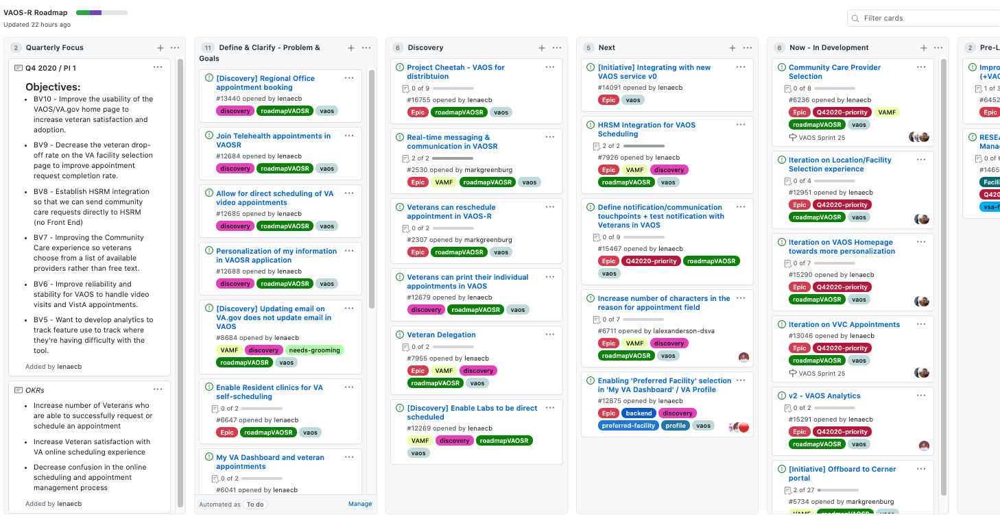 VAOS-R Roadmap
Updated 22 hours ago
Filter cards
2 Quarterly Focus
Q4 2020 / PI 1
Objectives:
BV10 - Improve the usability of the
VAOS/VA.gov home page to
increase veteran satisfaction and
adoption.
BV9 - Decrease the veteran drop-
off rate on the VA facility selection
page to improve appointment
request completion rate.
BV8 - Establish HSRM integration
so that we can send community
care requests directly to HSRM
(no Front End)
BV7 - Improving the Community
Care experience so veterans
choose from a list of available
providers rather than free text.
BV6 - Improve reliability and
stability for VAOS to handle video
visits and VistA appointments.
BV5 - Want to develop analytics to
track feature use to track where
they're having difficulty with the
tool.
Added by lenaecb
OKRs
Increase number of Veterans who
are able to successfully request or
schedule an appointment
Increase Veteran satisfaction with
VA online scheduling experience
Decrease confusion in the online
scheduling and appointment
management process
Added by lenaecb
11 Define & Clarify - Problem &
Goals
[Discovery] Regional Office
appointment booking
#13440 opened by lenaecb
discovery roadmapVAOSR vaos
Join Telehealth appointments in
VAOSR
#12684 opened by lenaecb
discovery roadmapVAOSR vaos
Allow for direct scheduling of VA
video appointments
#12685 opened by lenaecb
discovery roadmapVAOSR vaos
Personalization of my information
in VAOSR application
#12688 opened by lenaecb
discovery roadmapVAOSR vaos
[Discovery] Updating email on
VA.gov does not update email in
VAOS
#8684 opened by lenaecb
VAMF discovery needs-grooming
roadmapVAOSR vaos
Enable Resident clinics for VA
self-scheduling
0 of 2
#6647 opened by lenaecb
Epic roadmapVAOSR vaos
My VA Dashboard and veteran
appointments
0 of 2
#6041 opened by lenaecb
Automated as To do Manage
6 Discovery
Project Cheetah - VAOS for
distribtuion
0 of 9
#16755 opened by lenaecb
Epic roadmapVAOSR vaos
Real-time messaging &
communication in VAOSR
2 of 2
#2530 opened by markgreenburg
Epic VAMF roadmapVAOSR vaos
Veterans can reschedule
appointment in VAOS-R
0 of 2
#2307 opened by markgreenburg
Epic roadmapVAOSR vaos
Veterans can print their individual
appointments in VAOS
#12679 opened by lenaecb
discovery roadmapVAOSR vaos
Veteran Delegation
0 of 2
#7955 opened by lenaecb
Epic VAMF discovery
roadmapVAOSR vaos
[Discovery] Enable Labs to be direct
scheduled
#12269 opened by lenaecb
VAMF discovery roadmapVAOSR
vaos
5 Next
[Initiative] Integrating with new
VAOS service v0
#14091 opened by lenaecb
Epic vaos
HRSM Integration for VAOS
Scheduling
2 of 2
#7926 opened by lenaecb
Epic VAMF discovery
roadmapVAOSR vaos
Define notification/communication
touchpoints + test notification with
Veterans in VAOS
0 of 9
#15467 opened by lenaecb
Epic Q42020-priority roadmapVAOSR
vaos
Increase number of characters in the
reason for appointment field
0 of 7
#6711 opened by lalexanderson-dsva
Epic VAMF discovery
roadmapVAOSR vaos
Enabling 'Preferred Facility' selection
in 'My VA Dashboard' / VA Profile
#12875 opened by lenaecb
Epic backend discovery
preferred-facility profile vaos
6 Now - In Development
Community Care Provider
Selection
0 of 8
#6236 opened by lenaecb
Epic Q42020-priority VAMF
roadmapVAOSR vaos
VAOS Sprint 25
Iteration on Location/Facility
Selection experience
0 of 4
#12951 opened by lenaecb
Epic Q42020-priority
roadmapVAOSR vaos
Iteration on VAOS Homepage
towards more personalization
0 of 7
#15290 opened by lenaecb
Epic Q42020-priority
roadmapVAOSR vaos
Iteration on VVC Appointments
#13046 opened by lenaecb
Epic Q42020-priority
roadmapVAOSR vaos
VAOS Sprint 25
v2 - VAOS Analytics
0 of 2
#15291 opened by lenaecb
Epic Q42020-priority
roadmapVAOSR vaos
[Initiative] Offboard to Cerner
portal
2 of 27
#5734 opened by markgreenburg
VAMF roadmapVAOSR vaos
2 Pre-L
Impro
(+VAO
1 of 3
#6452
Epic
RESEA
Manag
0 of 6
#1465
Facili
Q420
vsa-f